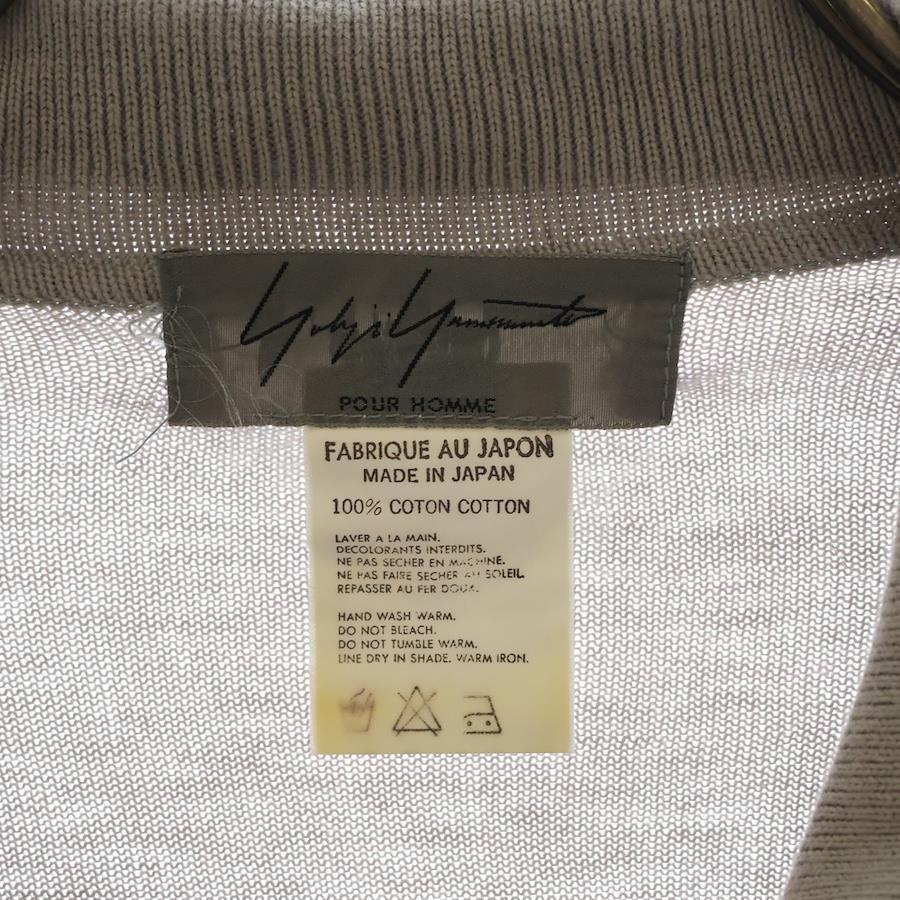 Yohji Yamamoto
POUR HOMME
FABRIQUE AU JAPON
MADE IN JAPAN
100% COTON COTTON
LAVER A LA MAIN.
DECOLORANTS INTERDITS.
NE PAS SECHER EN MACHINE.
NE PAS FAIRE SECHER AU SOLEIL.
REPASSER AU FER DOUX.
HAND WASH WARM.
DO NOT BLEACH.
DO NOT TUMBLE WARM.
LINE DRY IN SHADE. WARM IRON.